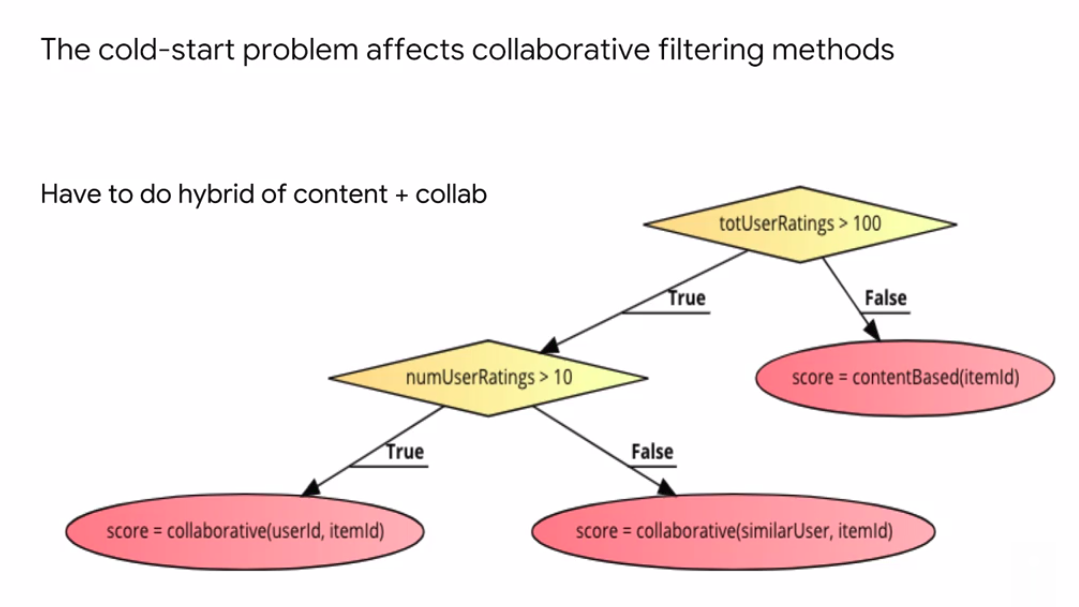 The cold-start problem affects collaborative filtering methods
Have to do hybrid of content + collab
totUserRatings > 100
True
False
numUserRatings > 10
score = contentBased(itemId)
True
False
score = collaborative(userId, itemId)
score = collaborative(similarUser, itemId)